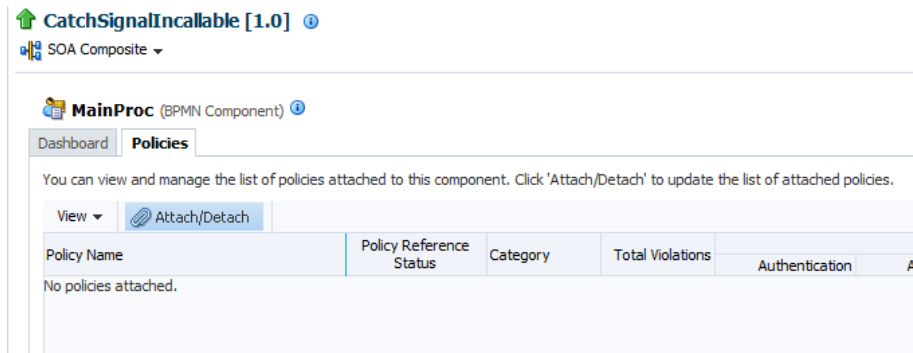 CatchSignalIncallable [1.0]
SOA Composite
MainProc (BPMN Component)
Dashboard Policies
You can view and manage the list of policies attached to this component. Click 'Attach/Detach' to update the list of attached policies.
View Attach/Detach
Policy Name Policy Reference Status Category Total Violations Authentication A
No policies attached.